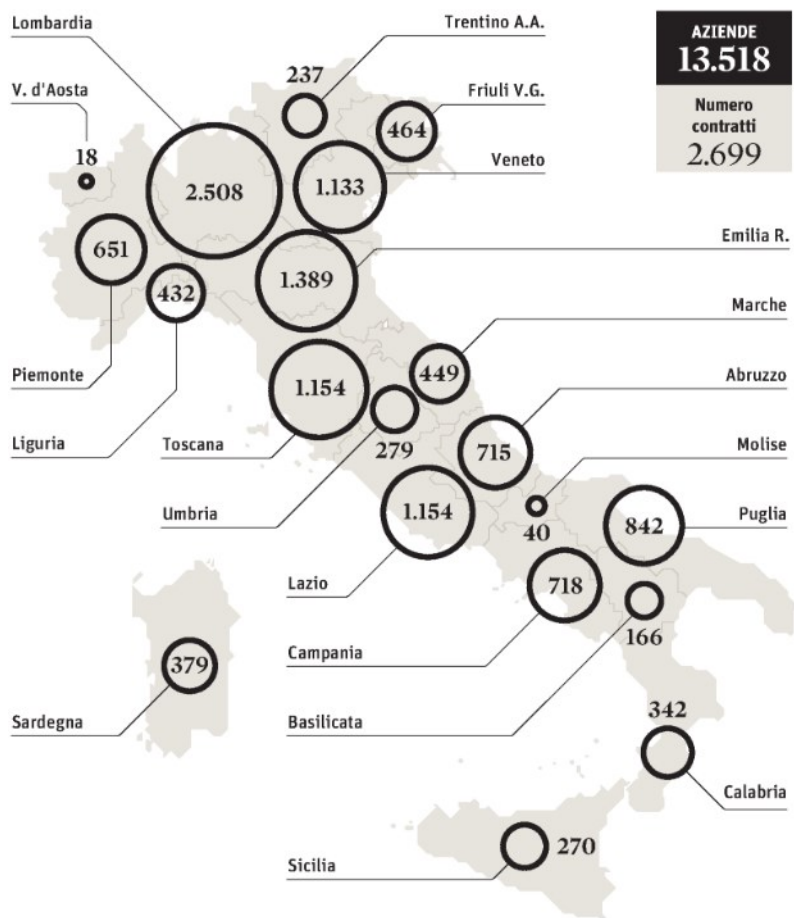 Lombardia
Trentino A.A.
AZIENDE
13.518
Numero
contratti
2.699
V. d'Aosta
237
Friuli V.G.
464
18
Veneto
2.508
1.133
651
Emilia R.
1.389
432
Marche
Piemonte
1.154
449
Abruzzo
Liguria
Toscana
279
715
Molise
Umbria
1.154
40
842
Puglia
Lazio
718
166
Campania
379
Sardegna
Basilicata
342
Calabria
270
Sicilia